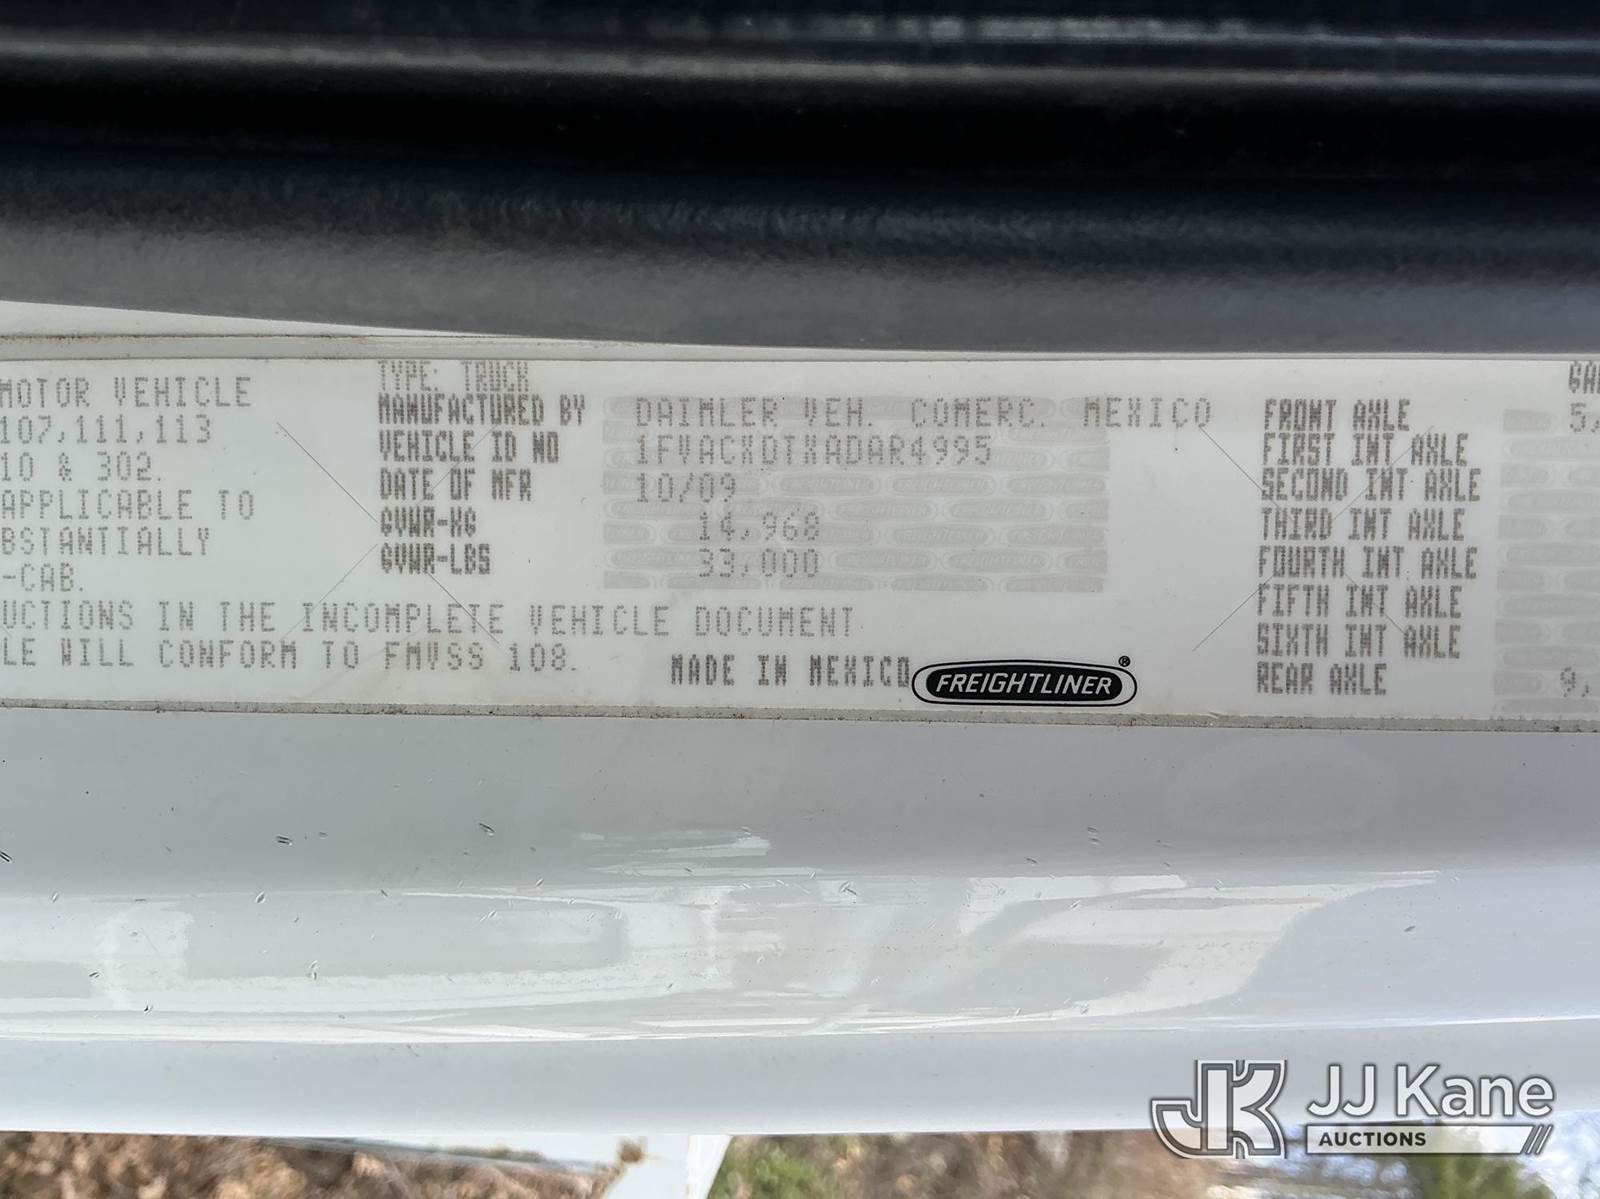 MOTOR VEHICLE
107,111,113
10 & 302.
APPLICABLE TO
BSTANTIALLY
-CAB.
UCTIONS IN THE INCOMPLETE VEHICLE DOCUMENT
LE WILL CONFORM TO FMVSS 108.
TYPE: TRUCK
MANUFACTURED BY DAIMLER VEH. COMERC. MEXICO
VEHICLE ID NO 1FVACXDTXADAR4995
DATE OF MFR 10/09
GVWR-KG 14,968
GVWR-LBS 33,000
MADE IN MEXICO FREIGHTLINER®
GA
FRONT AXLE 5,
FIRST INT AXLE
SECOND INT AXLE
THIRD INT AXLE
FOURTH INT AXLE
FIFTH INT AXLE
SIXTH INT AXLE
REAR AXLE 9,
JK JJ Kane
AUCTIONS